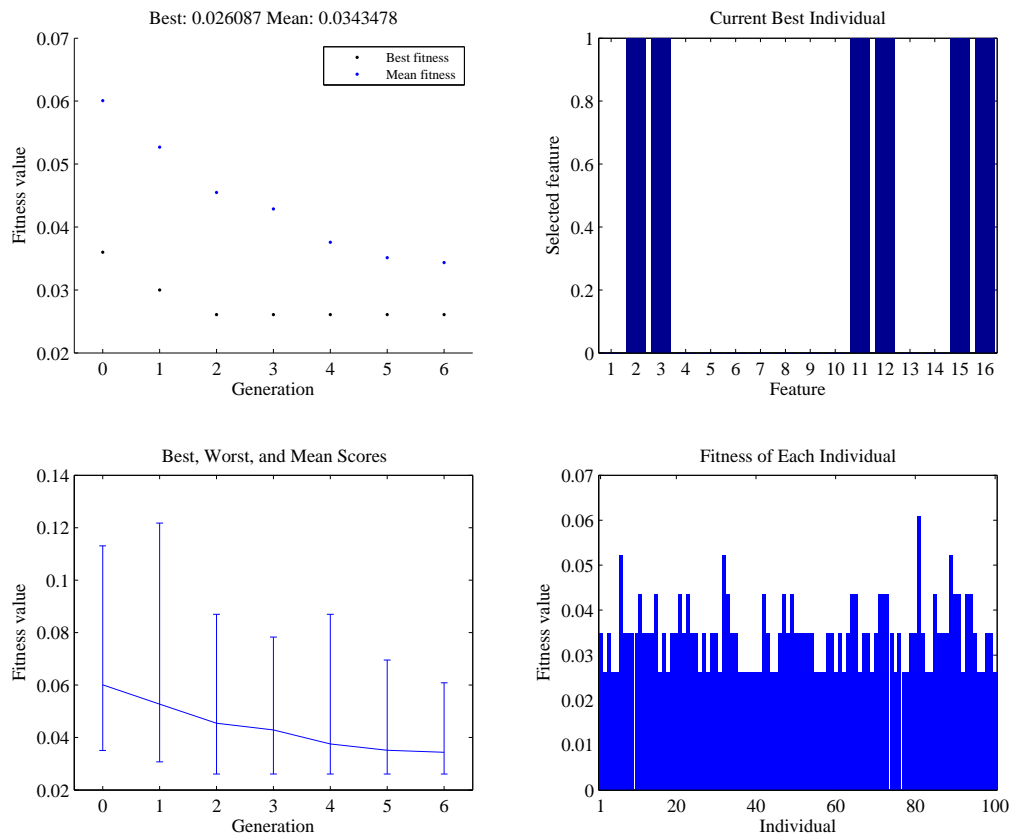 Best: 0.026087 Mean: 0.0343478
0.07
0.06
0.05
0.04
0.03
0.02
Fitness value
Best fitness
Mean fitness
0 1 2 3 4 5 6
Generation
Current Best Individual
1
0.8
0.6
0.4
0.2
0
Selected feature
1 2 3 4 5 6 7 8 9 10 11 12 13 14 15 16
Feature
Best, Worst, and Mean Scores
0.14
0.12
0.1
0.08
0.06
0.04
0.02
Fitness value
0 1 2 3 4 5 6
Generation
Fitness of Each Individual
0.07
0.06
0.05
0.04
0.03
0.02
0.01
0
Fitness value
1 20 40 60 80 100
Individual